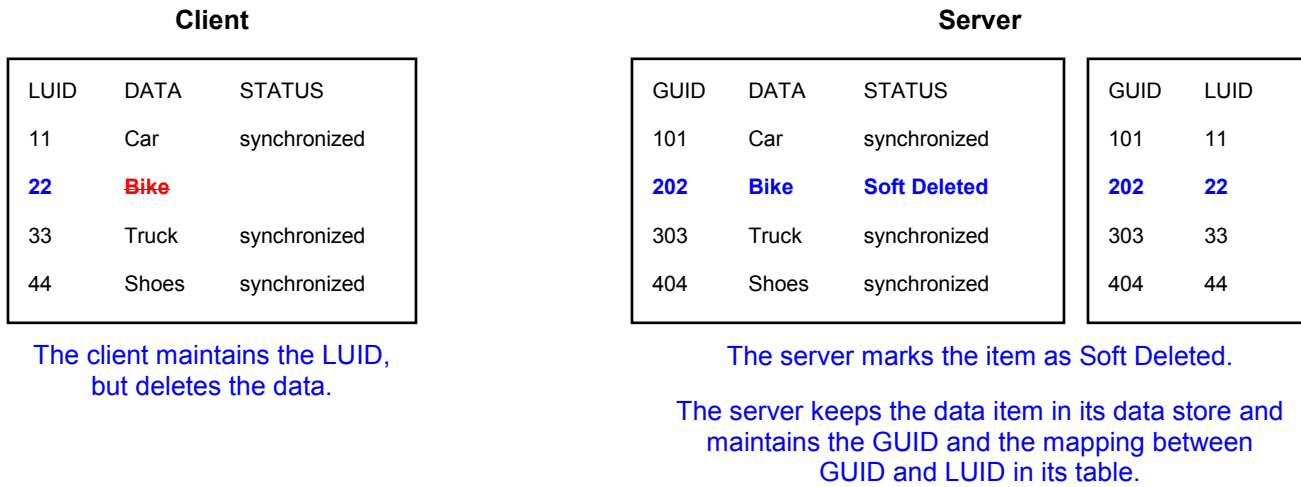 Client
LUID DATA STATUS
11 Car synchronized
22 Bike
33 Truck synchronized
44 Shoes synchronized
The client maintains the LUID,
but deletes the data.
Server
GUID DATA STATUS
101 Car synchronized
202 Bike Soft Deleted
303 Truck synchronized
404 Shoes synchronized
GUID LUID
101 11
202 22
303 33
404 44
The server marks the item as Soft Deleted.
The server keeps the data item in its data store and
maintains the GUID and the mapping between
GUID and LUID in its table.